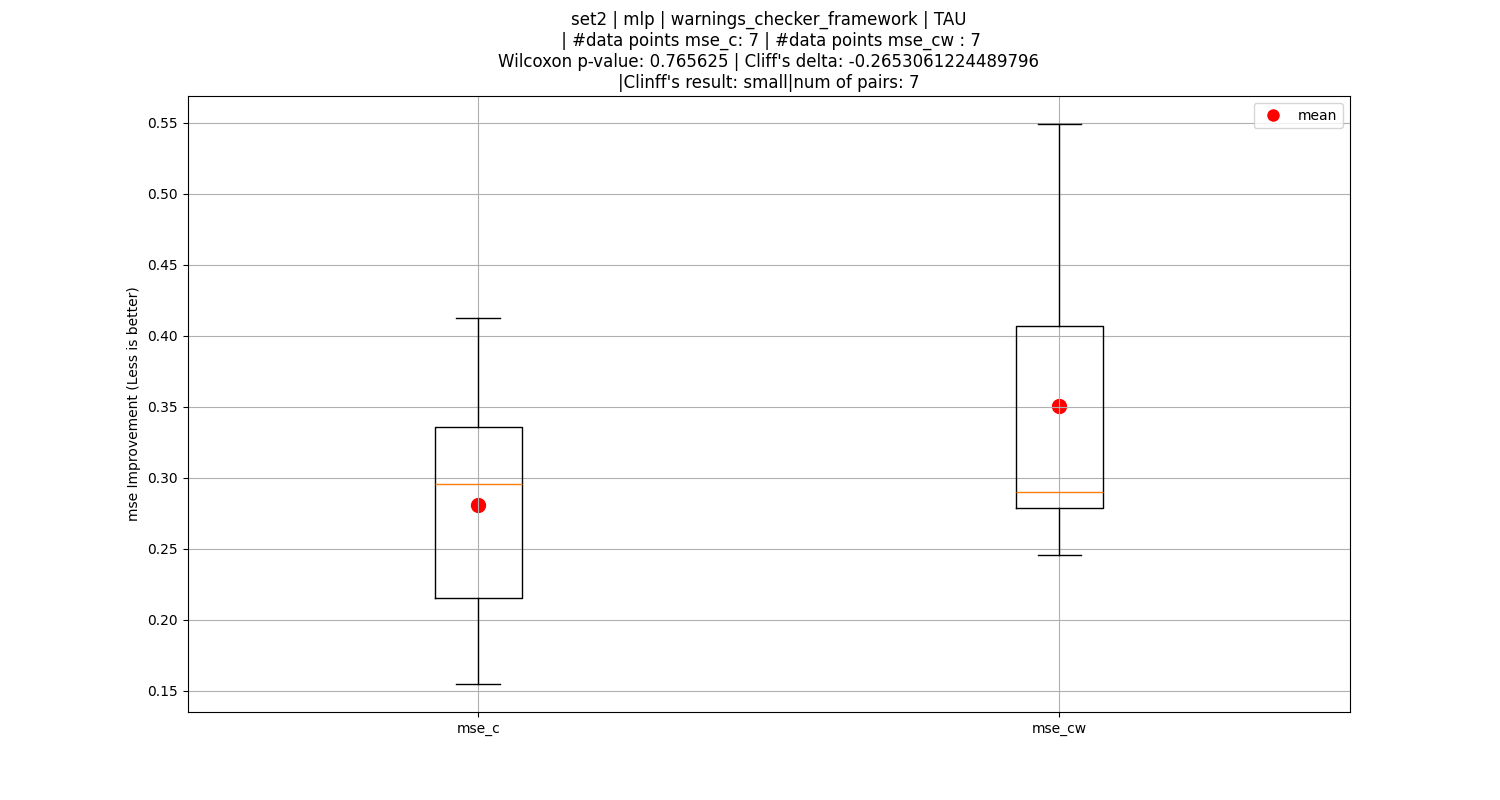 set2 | mlp | warnings_checker_framework | TAU
| #data points mse_c: 7 | #data points mse_cw : 7
Wilcoxon p-value: 0.765625 | Cliff's delta: -0.2653061224489796
|Clinff's result: small|num of pairs: 7
mean
mse Improvement (Less is better)
0.55
0.50
0.45
0.40
0.35
0.30
0.25
0.20
0.15
mse_c
mse_cw